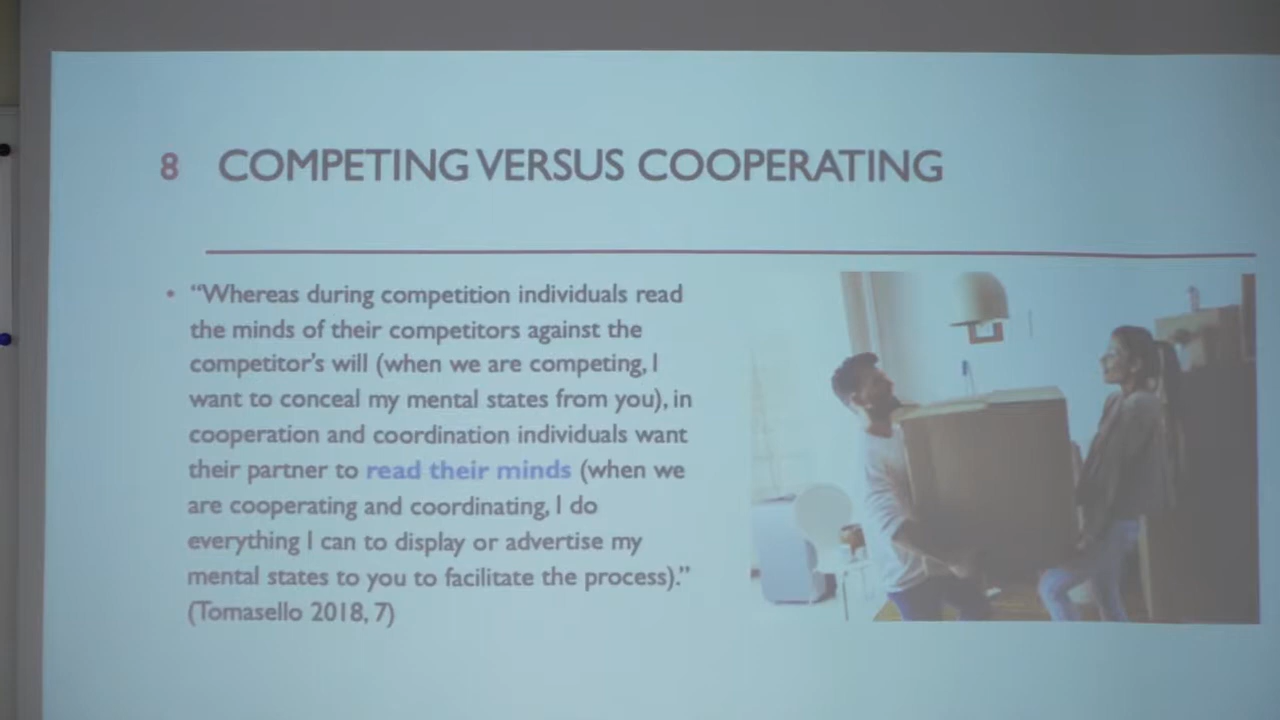 8 COMPETING VERSUS COOPERATING
• “Whereas during competition individuals read
the minds of their competitors against the
competitor’s will (when we are competing, I
want to conceal my mental states from you), in
cooperation and coordination individuals want
their partner to read their minds (when we
are cooperating and coordinating, I do
everything I can to display or advertise my
mental states to you to facilitate the process).”
(Tomasello 2018, 7)